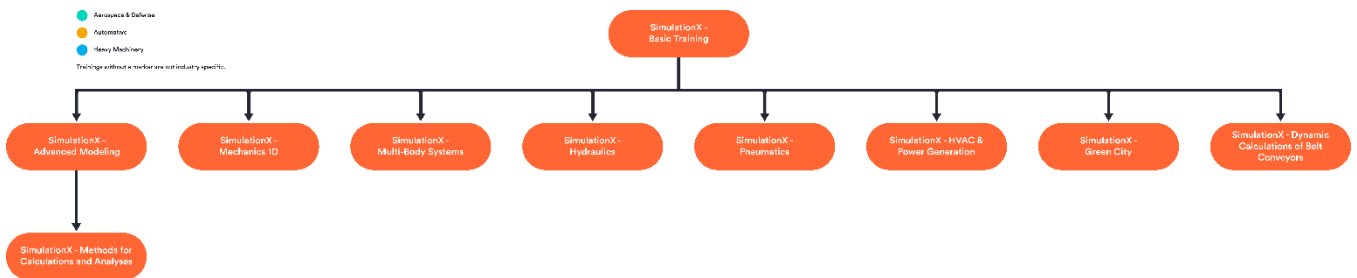 Aerospace & Defense
Automotive
Heavy Machinery
Trainings without a marker are not industry specific.
SimulationX -
Basic Training
SimulationX -
Advanced Modeling
SimulationX -
Mechanics 1D
SimulationX -
Multi-Body Systems
SimulationX -
Hydraulics
SimulationX -
Pneumatics
SimulationX - HVAC &
Power Generation
SimulationX -
Green City
SimulationX - Dynamic
Calculations of Belt
Conveyors
SimulationX - Methods for
Calculations and Analyses